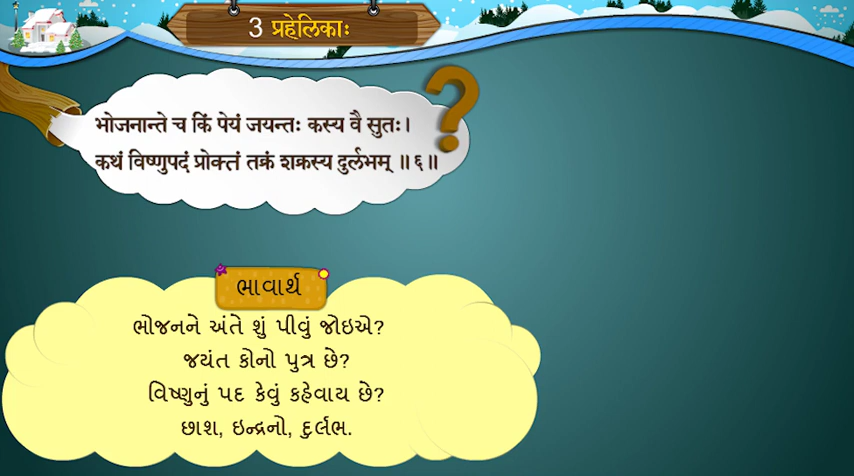 3 प्रहेलिकाः
भोजनान्ते च किं पेयं जयन्तः कस्य वै सुतः।
कथं विष्णुपदं प्रोक्तं तक्रं शक्रस्य दुर्लभम् ॥६॥
?
ભાવાર્થ
ભોજનને અંતે શું પીવું જોઇએ?
જયંત કોનો પુત્ર છે?
વિષ્ણુનું પદ કેવું કહેવાય છે?
છાશ, ઇન્દ્રનો, દુર્લભ.